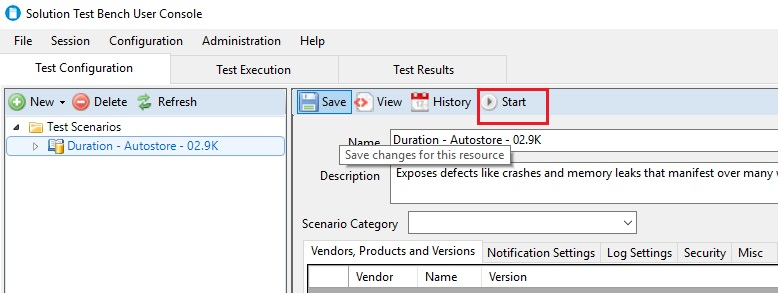 Solution Test Bench User Console
File Session Configuration Administration Help
Test Configuration Test Execution Test Results
New Delete Refresh
Save View History Start
Test Scenarios
Duration - Autostore - 02.9K
Name Duration - Autostore - 02.9K
Save changes for this resource
Description Exposes defects like crashes and memory leaks that manifest over many
Scenario Category
Vendors, Products and Versions Notification Settings Log Settings Security Misc
Vendor Name Version